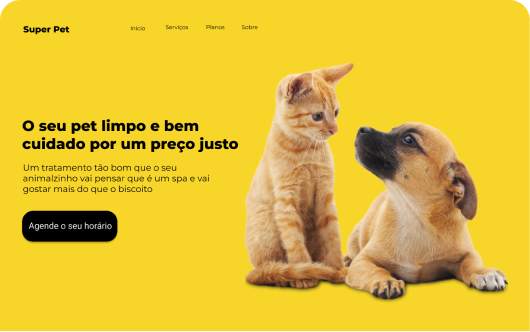 Super Pet
Início
Serviços
Planos
Sobre
O seu pet limpo e bem
cuidado por um preço justo
Um tratamento tão bom que o seu
animalzinho vai pensar que é um spa e vai
gostar mais do que o biscoito
Agende o seu horário